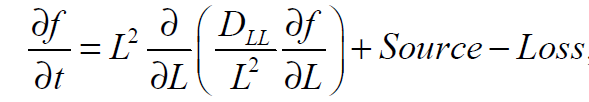 ∂f/∂t = L² ∂/∂L ( D_LL/L² ∂f/∂L ) + Source − Loss,